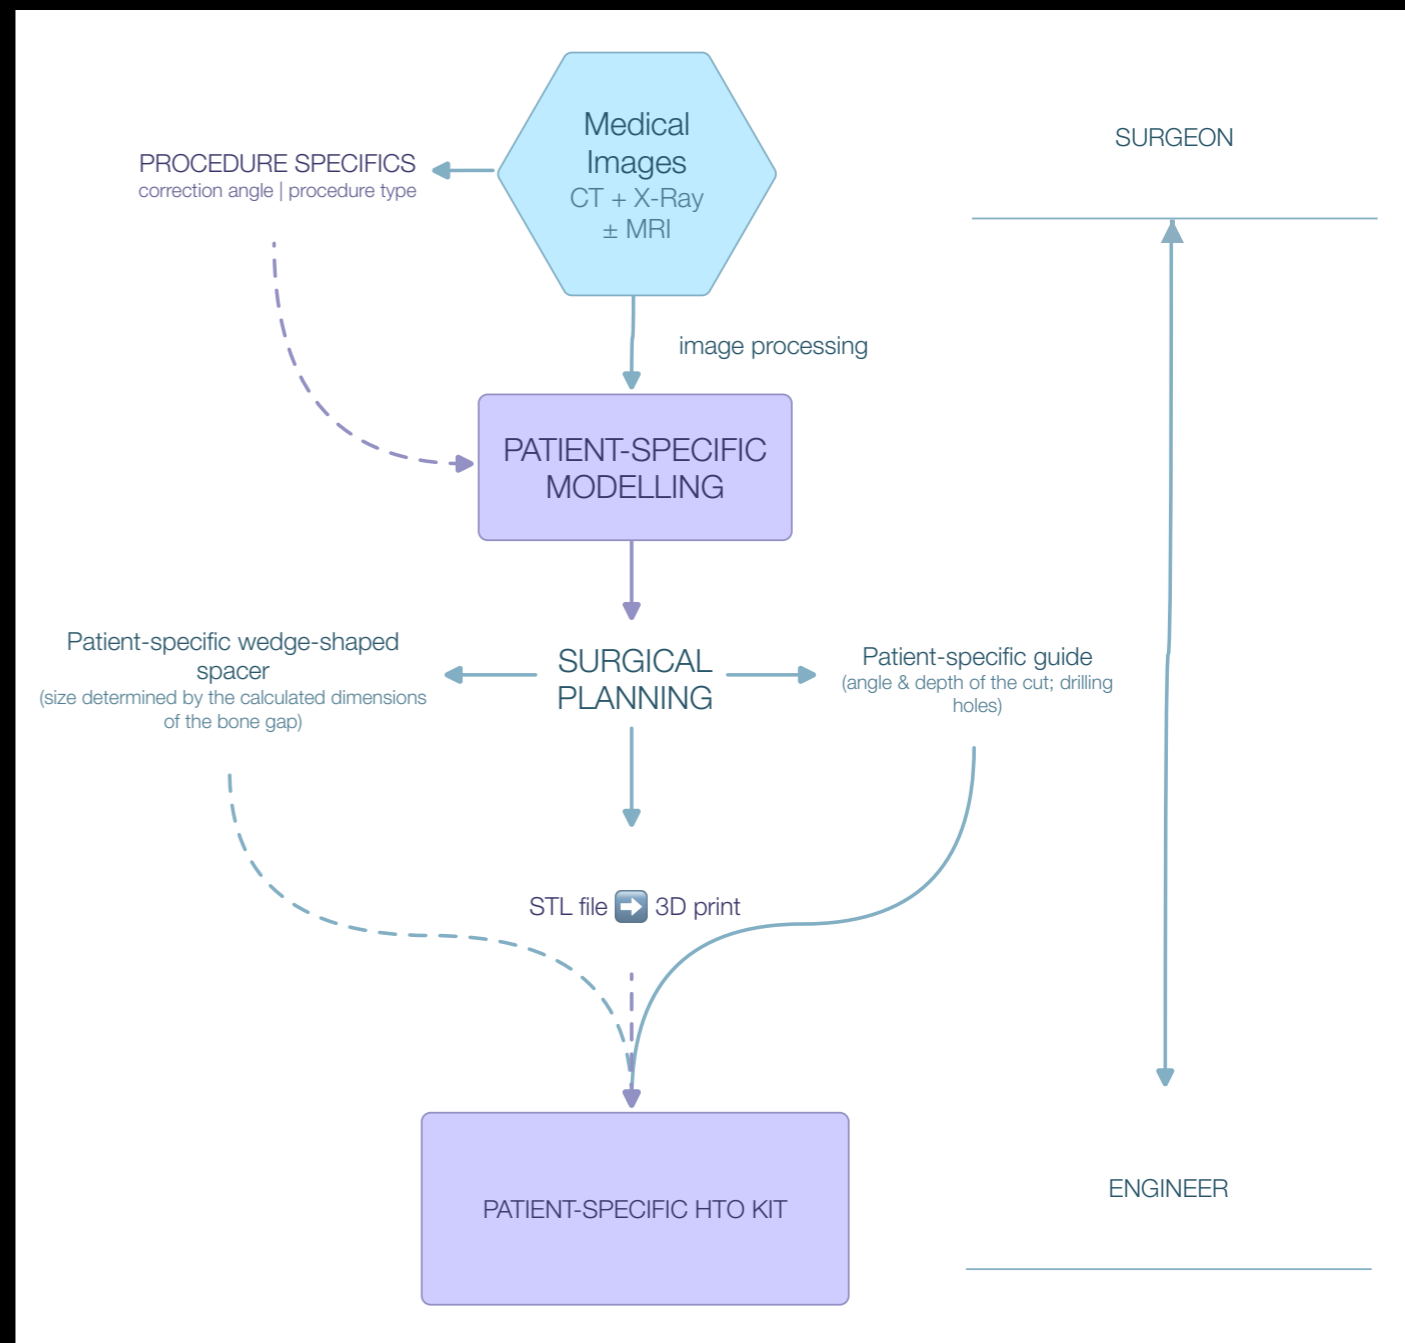 Medical
Images
CT + X-Ray
± MRI
PROCEDURE SPECIFICS
correction angle | procedure type
SURGEON
image processing
PATIENT-SPECIFIC
MODELLING
Patient-specific wedge-shaped
spacer
(size determined by the calculated dimensions
of the bone gap)
SURGICAL
PLANNING
Patient-specific guide
(angle & depth of the cut; drilling
holes)
STL file ➡️ 3D print
PATIENT-SPECIFIC HTO KIT
ENGINEER